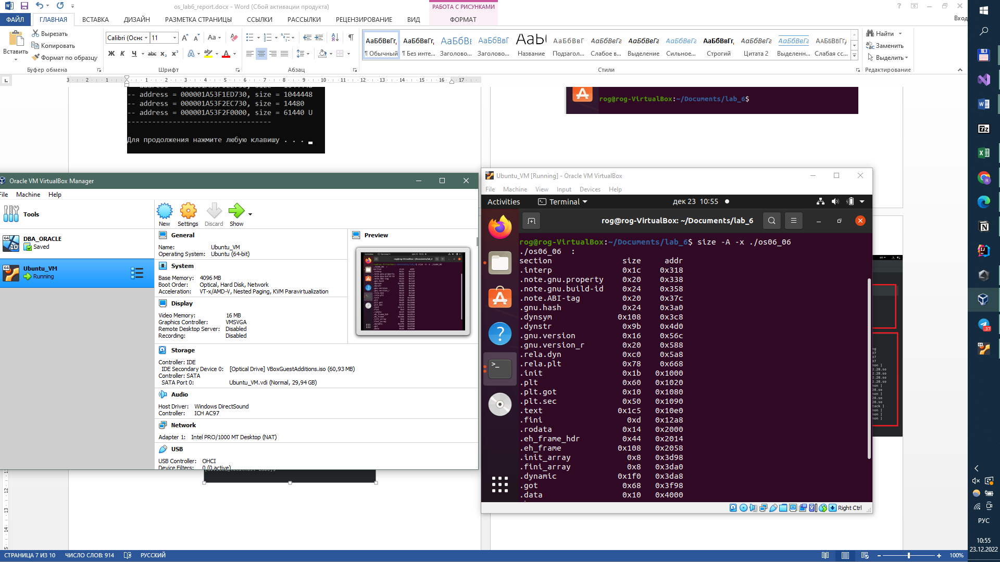 os_lab6_report.docx - Word (Сбой активации продукта)
РАБОТА С РИСУНКАМИ
ФАЙЛ ГЛАВНАЯ ВСТАВКА ДИЗАЙН РАЗМЕТКА СТРАНИЦЫ ССЫЛКИ РАССЫЛКИ РЕЦЕНЗИРОВАНИЕ ВИД ФОРМАТ Вход
Вставить
Вырезать
Копировать
Формат по образцу
Буфер обмена
Calibri (Оснс 11
Шрифт
Абзац
¶ Обычный ¶ Без инте... Заголово... Заголово... Название Подзагол... Слабое в... Выделение Сильное... Строгий Цитата 2 Выделенн... Слабая сс...
Стили
Найти
Заменить
Выделить
Редактирование
-- address = 000001A53F1ED730, size = 1044448
-- address = 000001A53F2EC730, size = 14480
-- address = 000001A53F2F0000, size = 61440 U
-----------------------------------
Для продолжения нажмите любую клавишу . . .
rog@rog-VirtualBox:~/Documents/lab_6$
Oracle VM VirtualBox Manager
File Machine Help
Tools
New Settings Discard Show
DBA_ORACLE
Saved
Ubuntu_VM
Running
General
Name: Ubuntu_VM
Operating System: Ubuntu (64-bit)
System
Base Memory: 4096 MB
Boot Order: Optical, Hard Disk, Network
Acceleration: VT-x/AMD-V, Nested Paging, KVM Paravirtualization
Display
Video Memory: 16 MB
Graphics Controller: VMSVGA
Remote Desktop Server: Disabled
Recording: Disabled
Storage
Controller: IDE
IDE Secondary Device 0: [Optical Drive] VBoxGuestAdditions.iso (60,93 MB)
Controller: SATA
SATA Port 0: Ubuntu_VM.vdi (Normal, 29,94 GB)
Audio
Host Driver: Windows DirectSound
Controller: ICH AC97
Network
Adapter 1: Intel PRO/1000 MT Desktop (NAT)
USB
USB Controller: OHCI
Device Filters: 0 (0 active)
Preview
Ubuntu_VM [Running] - Oracle VM VirtualBox
File Machine View Input Devices Help
Activities Terminal дек 23 10:55
rog@rog-VirtualBox: ~/Documents/lab_6
rog@rog-VirtualBox:~/Documents/lab_6$ size -A -x ./os06_06
./os06_06 :
section size addr
.interp 0x1c 0x318
.note.gnu.property 0x20 0x338
.note.gnu.build-id 0x24 0x358
.note.ABI-tag 0x20 0x37c
.gnu.hash 0x24 0x3a0
.dynsym 0x108 0x3c8
.dynstr 0x9b 0x4d0
.gnu.version 0x16 0x56c
.gnu.version_r 0x20 0x588
.rela.dyn 0xc0 0x5a8
.rela.plt 0x78 0x668
.init 0x1b 0x1000
.plt 0x60 0x1020
.plt.got 0x10 0x1080
.plt.sec 0x50 0x1090
.text 0x1c5 0x10e0
.fini 0xd 0x12a8
.rodata 0x14 0x2000
.eh_frame_hdr 0x44 0x2014
.eh_frame 0x108 0x2058
.init_array 0x8 0x3d98
.fini_array 0x8 0x3da0
.dynamic 0x1f0 0x3da8
.got 0x68 0x3f98
.data 0x10 0x4000
Right Ctrl
СТРАНИЦА 7 ИЗ 10 ЧИСЛО СЛОВ: 914 РУССКИЙ
100%
37
РУС
10:55
23.12.2022